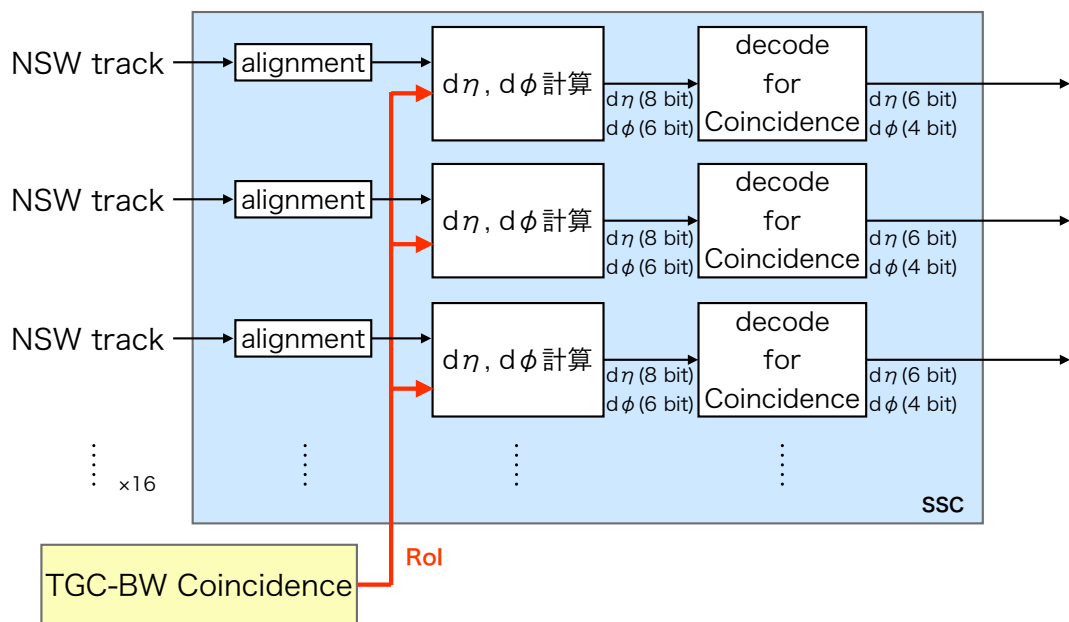 NSW track
alignment
dη, dφ計算
dη(8 bit)
dφ(6 bit)
decode
for
Coincidence
dη(6 bit)
dφ(4 bit)
NSW track
alignment
dη, dφ計算
dη(8 bit)
dφ(6 bit)
decode
for
Coincidence
dη(6 bit)
dφ(4 bit)
NSW track
alignment
dη, dφ計算
dη(8 bit)
dφ(6 bit)
decode
for
Coincidence
dη(6 bit)
dφ(4 bit)
×16
SSC
RoI
TGC-BW Coincidence